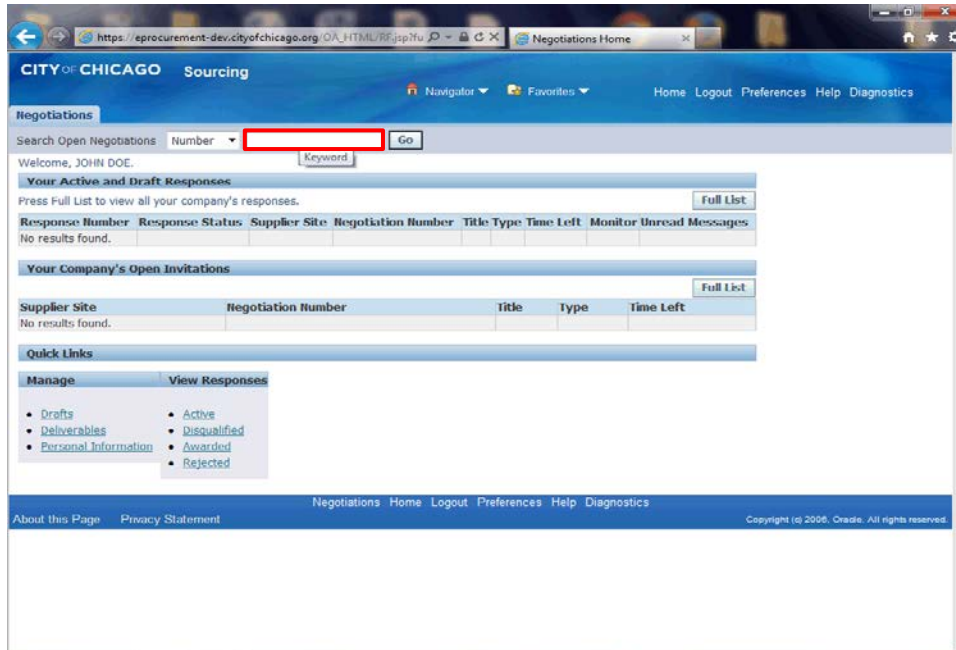 https://eprocurement-dev.cityofchicago.org/OA_HTML/RF.jsp?fu Negotiations Home
CITY OF CHICAGO Sourcing
Navigator Favorites Home Logout Preferences Help Diagnostics
Negotiations
Search Open Negotiations Number Go
Keyword
Welcome, JOHN DOE.
Your Active and Draft Responses
Press Full List to view all your company's responses. Full List
Response Number Response Status Supplier Site Negotiation Number Title Type Time Left Monitor Unread Messages
No results found.
Your Company's Open Invitations
Full List
Supplier Site Negotiation Number Title Type Time Left
No results found.
Quick Links
Manage View Responses
• Drafts • Active
• Deliverables • Disqualified
• Personal Information • Awarded
• Rejected
Negotiations Home Logout Preferences Help Diagnostics
About this Page Privacy Statement Copyright (c) 2006, Oracle. All rights reserved.